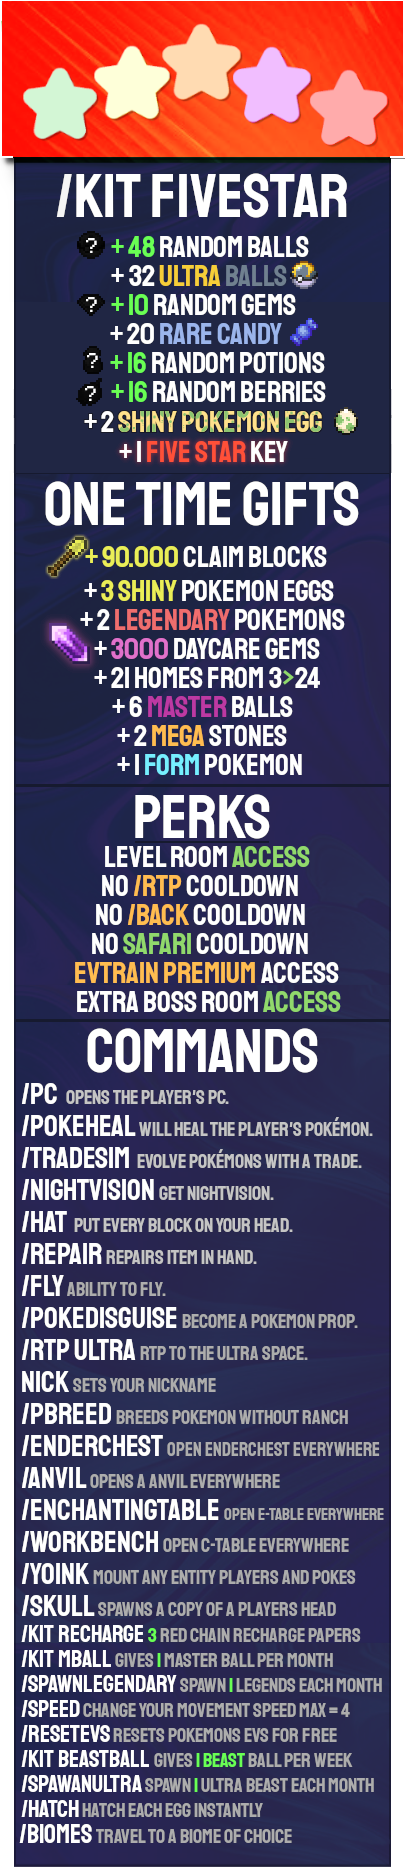 /KIT FIVESTAR
+ 48 RANDOM BALLS
+ 32 ULTRA BALLS
+ 10 RANDOM GEMS
+ 20 RARE CANDY
+ 16 RANDOM POTIONS
+ 16 RANDOM BERRIES
+ 2 SHINY POKEMON EGG
+ 1 FIVE STAR KEY
ONE TIME GIFTS
+ 90.000 CLAIM BLOCKS
+ 3 SHINY POKEMON EGGS
+ 2 LEGENDARY POKEMONS
+ 3000 DAYCARE GEMS
+ 21 HOMES FROM 3>24
+ 6 MASTER BALLS
+ 2 MEGA STONES
+ 1 FORM POKEMON
PERKS
LEVEL ROOM ACCESS
NO /RTP COOLDOWN
NO /BACK COOLDOWN
NO SAFARI COOLDOWN
EVTRAIN PREMIUM ACCESS
EXTRA BOSS ROOM ACCESS
COMMANDS
/PC OPENS THE PLAYER'S PC.
/POKEHEAL WILL HEAL THE PLAYER'S POKÉMON.
/TRADESIM EVOLVE POKÉMONS WITH A TRADE.
/NIGHTVISION GET NIGHTVISION.
/HAT PUT EVERY BLOCK ON YOUR HEAD.
/REPAIR REPAIRS ITEM IN HAND.
/FLY ABILITY TO FLY.
/POKEDISGUISE BECOME A POKEMON PROP.
/RTP ULTRA RTP TO THE ULTRA SPACE.
NICK SETS YOUR NICKNAME
/PBREED BREEDS POKEMON WITHOUT RANCH
/ENDERCHEST OPEN ENDERCHEST EVERYWHERE
/ANVIL OPENS A ANVIL EVERYWHERE
/ENCHANTINGTABLE OPEN E-TABLE EVERYWHERE
/WORKBENCH OPEN C-TABLE EVERYWHERE
/YOINK MOUNT ANY ENTITY PLAYERS AND POKES
/SKULL SPAWNS A COPY OF A PLAYERS HEAD
/KIT RECHARGE 3 RED CHAIN RECHARGE PAPERS
/KIT MBALL GIVES 1 MASTER BALL PER MONTH
/SPAWNLEGENDARY SPAWN 1 LEGENDS EACH MONTH
/SPEED CHANGE YOUR MOVEMENT SPEED MAX = 4
/RESETEVS RESETS POKEMONS EVS FOR FREE
/KIT BEASTBALL GIVES 1 BEAST BALL PER WEEK
/SPAWANULTRA SPAWN 1 ULTRA BEAST EACH MONTH
/HATCH HATCH EACH EGG INSTANTLY
/BIOMES TRAVEL TO A BIOME OF CHOICE